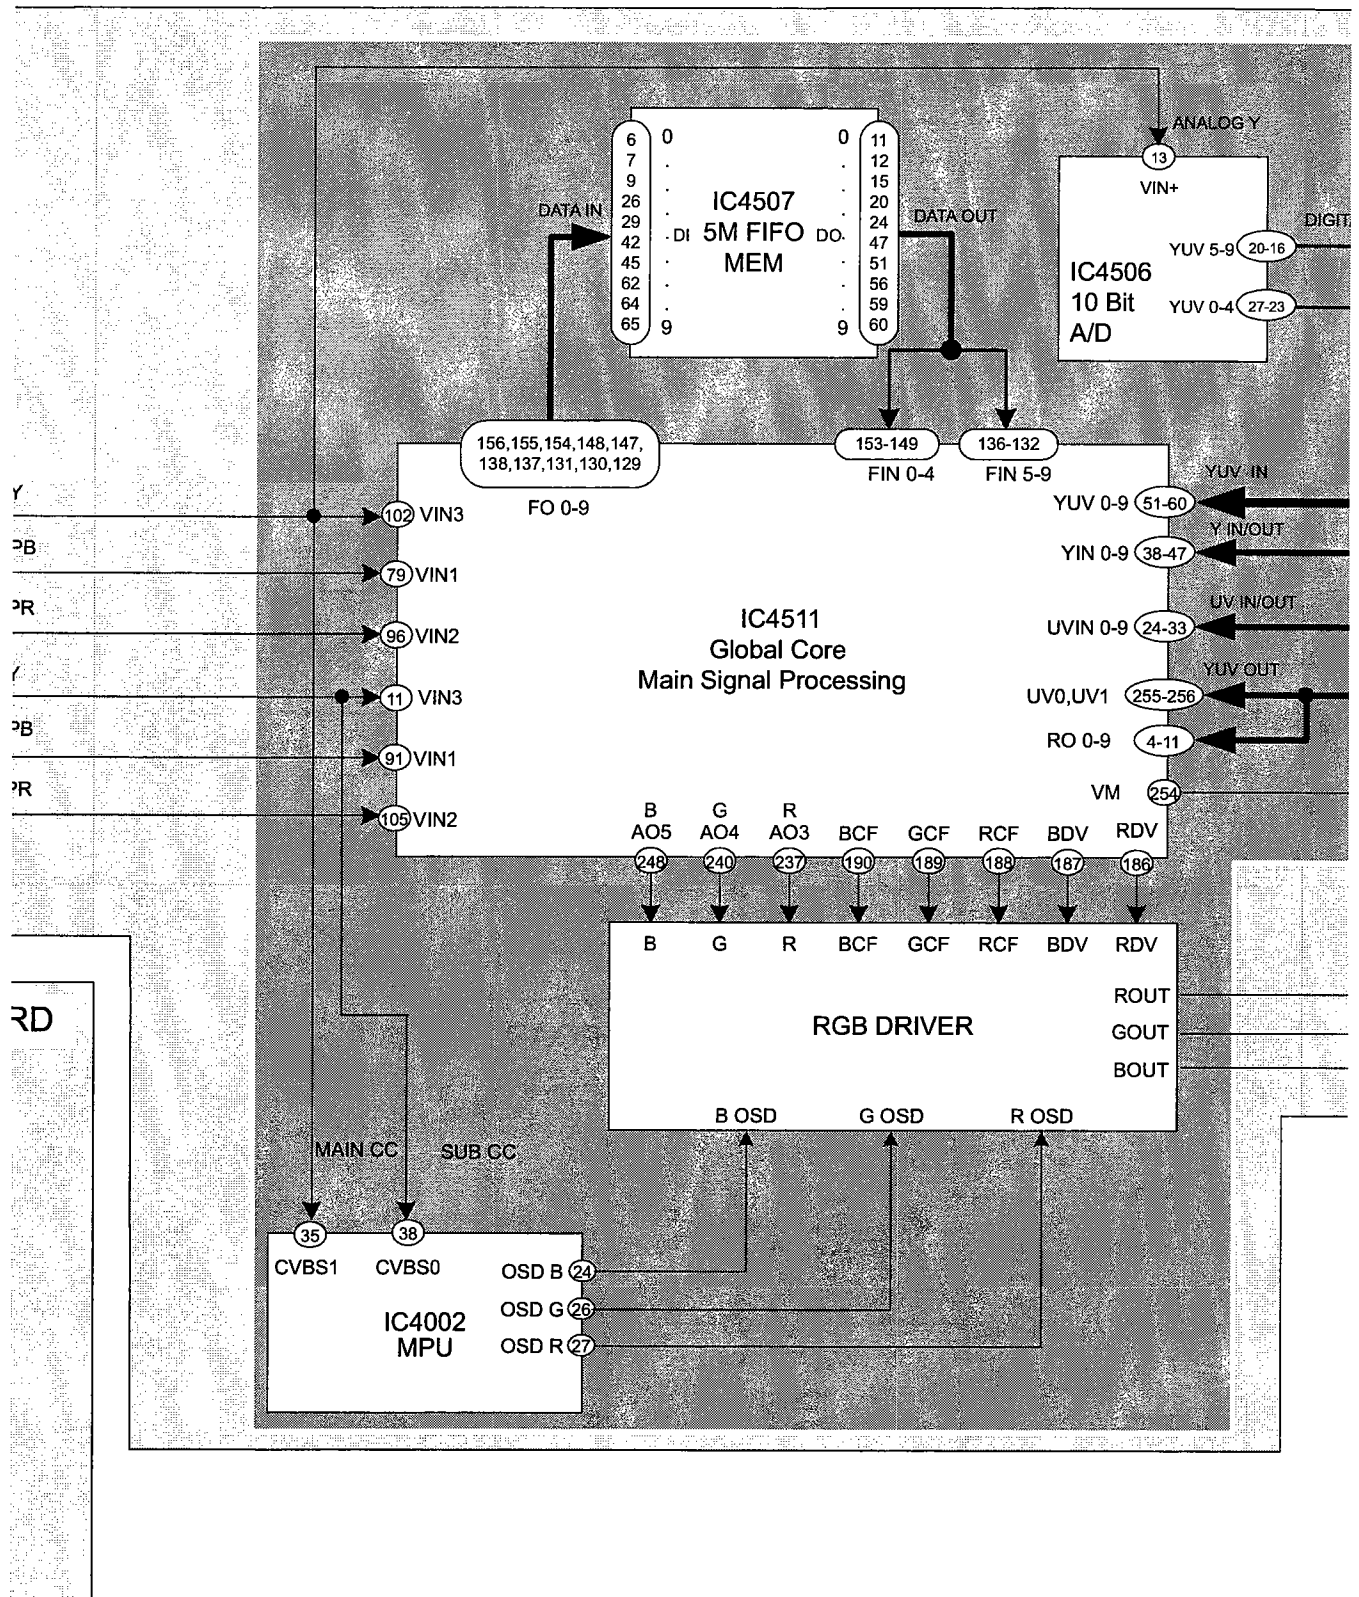 ANALOG Y
13
VIN+
6
7
9
26
29
42
45
62
64
65
0
.
.
.
.
.
.
.
.
9
DATA IN
DI
IC4507
5M FIFO
MEM
DO
0
.
.
.
.
.
.
.
.
9
11
12
15
20
24
47
51
56
59
60
DATA OUT
IC4506
10 Bit
A/D
YUV 5-9 20-16
YUV 0-4 27-23
156,155,154,148,147,
138,137,131,130,129
FO 0-9
153-149
FIN 0-4
136-132
FIN 5-9
YUV IN
YUV 0-9 51-60
Y IN/OUT
YIN 0-9 38-47
UV IN/OUT
UVIN 0-9 24-33
YUV OUT
UV0,UV1 255-256
RO 0-9 4-11
VM 254
Y
102 VIN3
PB
79 VIN1
PR
96 VIN2
Y
11 VIN3
PB
91 VIN1
PR
105 VIN2
IC4511
Global Core
Main Signal Processing
B G R
AO5 AO4 AO3 BCF GCF RCF BDV RDV
248 240 237 190 189 188 187 186
B G R BCF GCF RCF BDV RDV
ROUT
GOUT
BOUT
RGB DRIVER
B OSD G OSD R OSD
RD
MAIN CC SUB CC
35 38
CVBS1 CVBS0
OSD B 24
OSD G 26
OSD R 27
IC4002
MPU